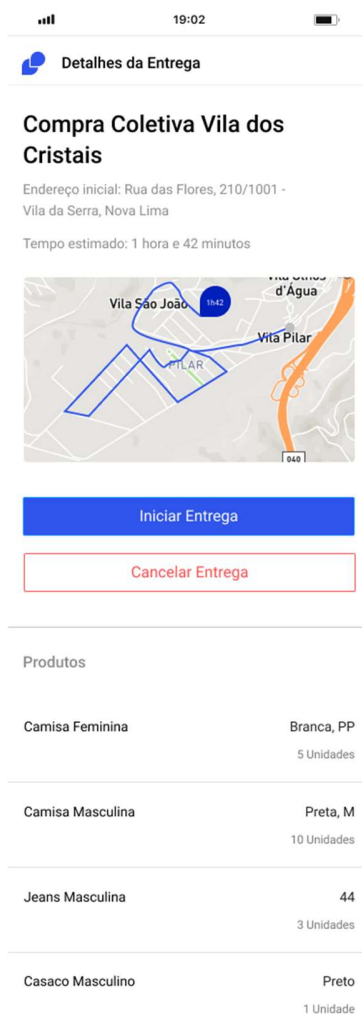 19:02
Detalhes da Entrega
Compra Coletiva Vila dos
Cristais
Endereço inicial: Rua das Flores, 210/1001 -
Vila da Serra, Nova Lima
Tempo estimado: 1 hora e 42 minutos
d'Água
Vila São João
1h42
Vila Pilar
PILAR
040
Iniciar Entrega
Cancelar Entrega
Produtos
Camisa Feminina
Branca, PP
5 Unidades
Camisa Masculina
Preta, M
10 Unidades
Jeans Masculina
44
3 Unidades
Casaco Masculino
Preto
1 Unidade